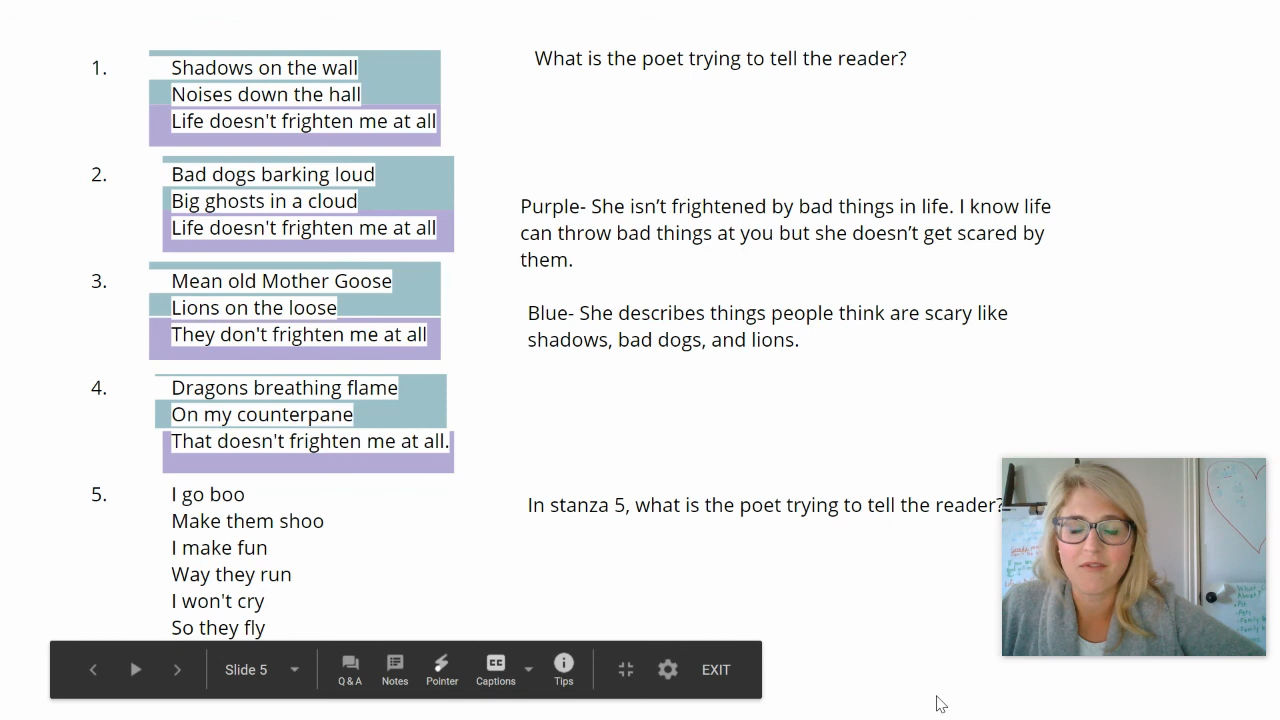 What is the poet trying to tell the reader?
1. Shadows on the wall
Noises down the hall
Life doesn't frighten me at all
2. Bad dogs barking loud
Big ghosts in a cloud
Life doesn't frighten me at all
Purple- She isn’t frightened by bad things in life. I know life
can throw bad things at you but she doesn’t get scared by
them.
3. Mean old Mother Goose
Lions on the loose
They don't frighten me at all
Blue- She describes things people think are scary like
shadows, bad dogs, and lions.
4. Dragons breathing flame
On my counterpane
That doesn't frighten me at all.
5. I go boo
Make them shoo
I make fun
Way they run
I won't cry
So they fly
In stanza 5, what is the poet trying to tell the reader?
Slide 5
Q & A
Notes
Pointer
CC
Captions
Tips
EXIT